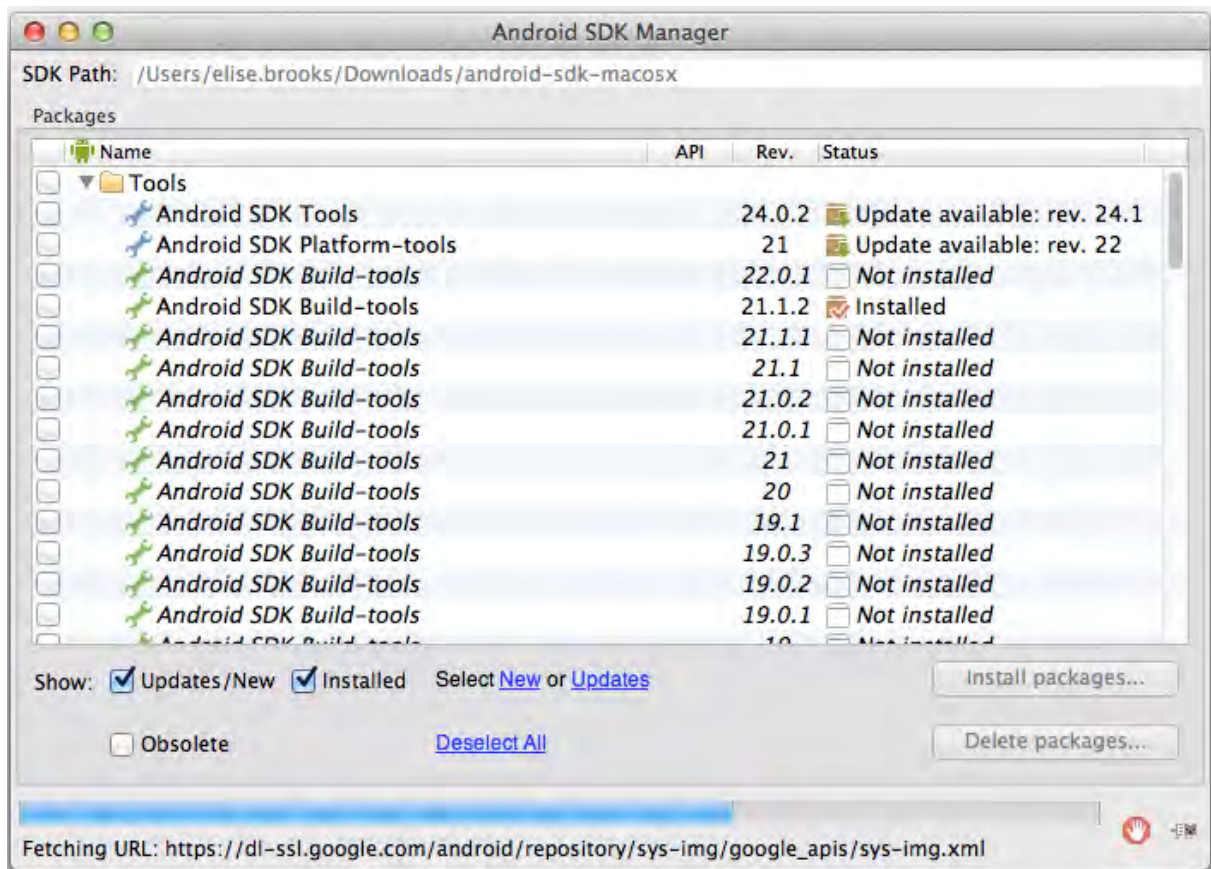 Android SDK Manager
SDK Path: /Users/elise.brooks/Downloads/android-sdk-macosx
Packages
Name API Rev. Status
Tools
Android SDK Tools 24.0.2 Update available: rev. 24.1
Android SDK Platform-tools 21 Update available: rev. 22
Android SDK Build-tools 22.0.1 Not installed
Android SDK Build-tools 21.1.2 Installed
Android SDK Build-tools 21.1.1 Not installed
Android SDK Build-tools 21.1 Not installed
Android SDK Build-tools 21.0.2 Not installed
Android SDK Build-tools 21.0.1 Not installed
Android SDK Build-tools 21 Not installed
Android SDK Build-tools 20 Not installed
Android SDK Build-tools 19.1 Not installed
Android SDK Build-tools 19.0.3 Not installed
Android SDK Build-tools 19.0.2 Not installed
Android SDK Build-tools 19.0.1 Not installed
Android SDK Build-tools 19 Not installed
Show: Updates/New Installed Select New or Updates Install packages...
Obsolete Deselect All Delete packages...
Fetching URL: https://dl-ssl.google.com/android/repository/sys-img/google_apis/sys-img.xml